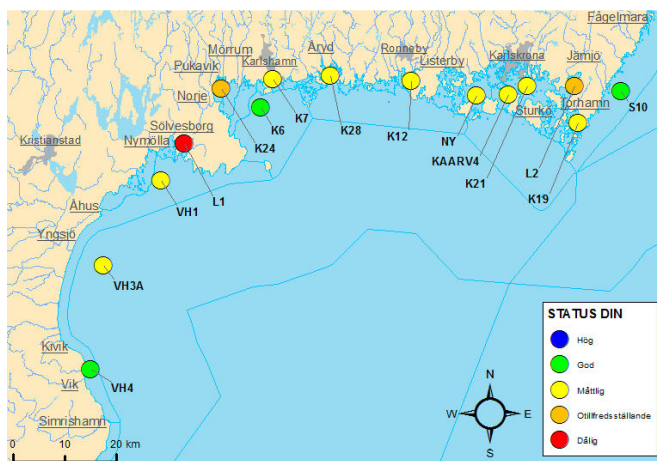 Fågelmara
Mörrum
Åryd
Ronneby
Karlskrona
Jämjö
Pukavik
Karlshamn
Listerby
Norje
K7
Sturkö
Torhamn
S10
K6
K28
K12
Sölvesborg
K24
NY
Kristianstad
Nymölla
KAARV4
K21
L2
K19
L1
VH1
Åhus
Yngsjö
VH3A
Kivik
Vik
VH4
Simrishamn
0 10 20 km
N
W E
S
STATUS DIN
Hög
God
Måttlig
Otillfredsställande
Dålig